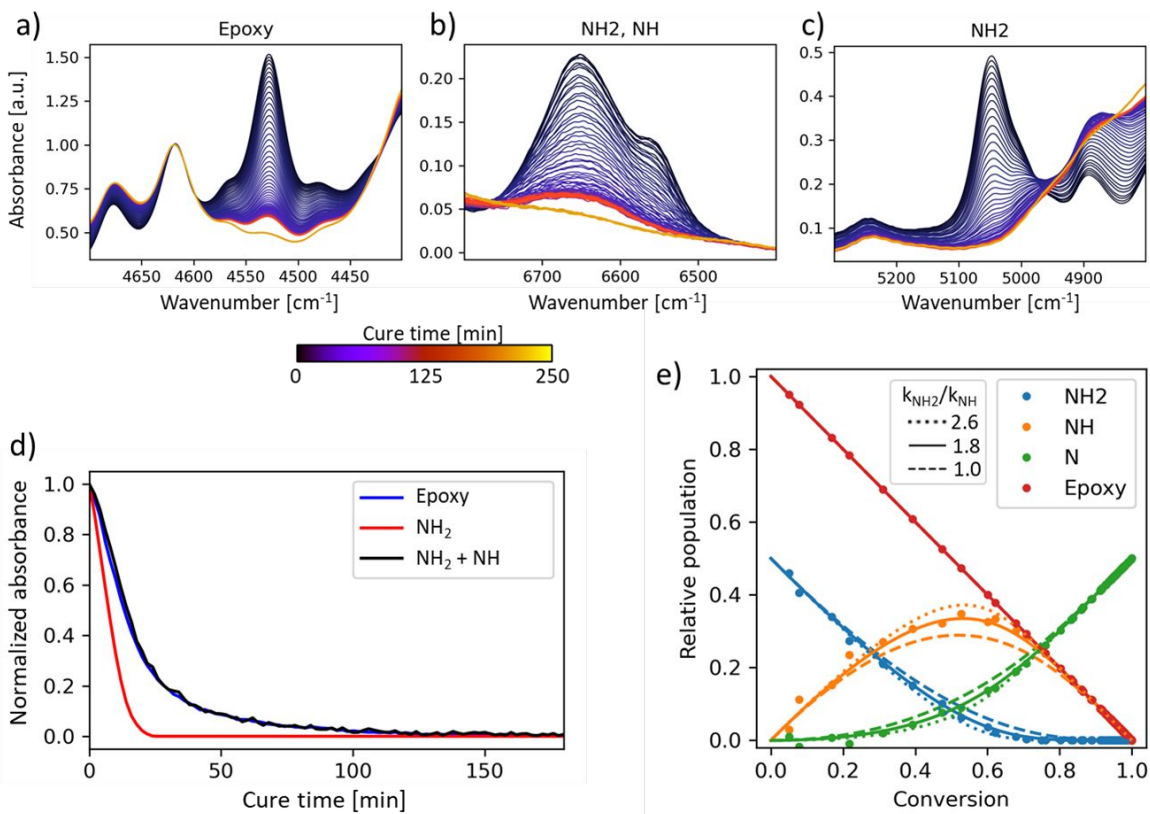 a)
Epoxy
Absorbance [a.u.]
1.50
1.25
1.00
0.75
0.50
4650
4600
4550
4500
4450
Wavenumber [cm-1]
b)
NH2, NH
0.20
0.15
0.10
0.05
0.00
6700
6600
6500
Wavenumber [cm-1]
c)
NH2
0.5
0.4
0.3
0.2
0.1
5200
5100
5000
4900
Wavenumber [cm-1]
Cure time [min]
0
125
250
d)
Normalized absorbance
1.0
0.8
0.6
0.4
0.2
0.0
0
50
100
150
Cure time [min]
Epoxy
NH2
NH2 + NH
e)
Relative population
1.0
0.8
0.6
0.4
0.2
0.0
0.0
0.2
0.4
0.6
0.8
1.0
Conversion
kNH2/kNH
2.6
1.8
1.0
NH2
NH
N
Epoxy